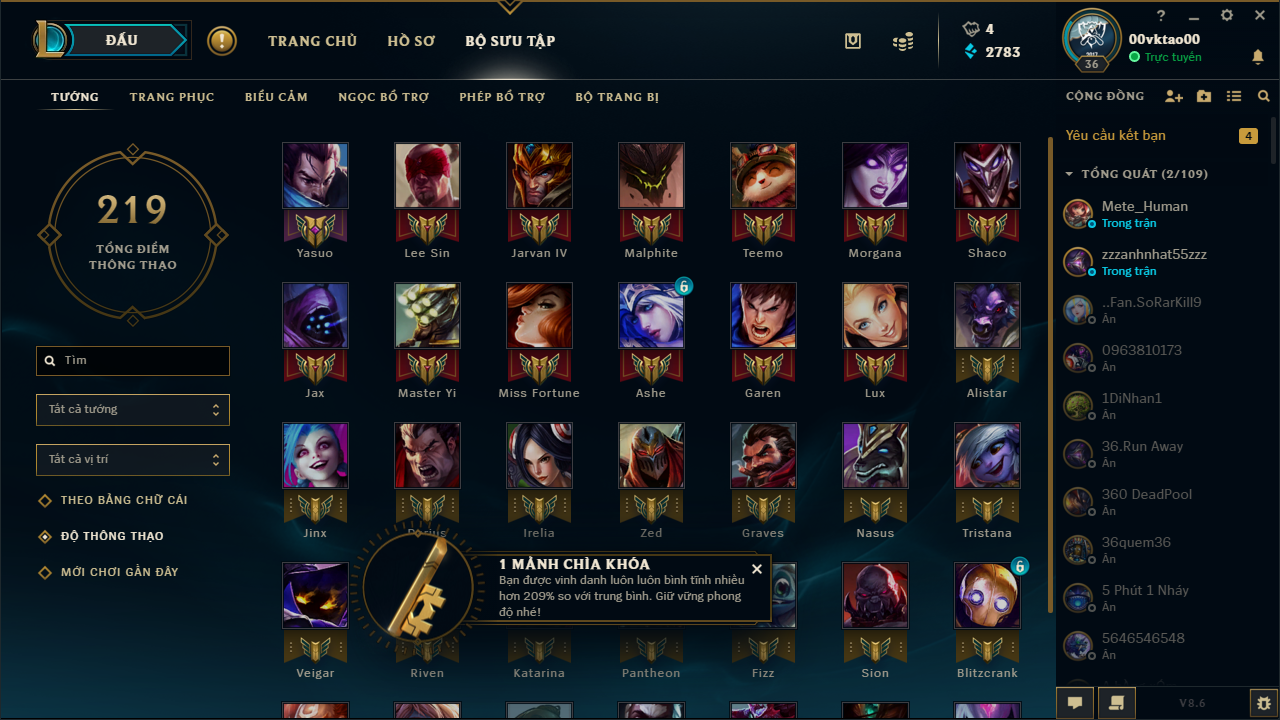 ĐẤU
TRANG CHỦ
HỒ SƠ
BỘ SƯU TẬP
4
2783
36
00vktao00
Trực tuyến
?
TƯỚNG
TRANG PHỤC
BIỂU CẢM
NGỌC BỔ TRỢ
PHÉP BỔ TRỢ
BỘ TRANG BỊ
CỘNG ĐỒNG
219
TỔNG ĐIỂM
THÔNG THẠO
Tìm
Tất cả tướng
Tất cả vị trí
THEO BẢNG CHỮ CÁI
ĐỘ THÔNG THẠO
MỚI CHƠI GẦN ĐÂY
Yasuo
Lee Sin
Jarvan IV
Malphite
Teemo
Morgana
Shaco
6
Jax
Master Yi
Miss Fortune
Ashe
Garen
Lux
Alistar
Jinx
Darius
Irelia
Zed
Graves
Nasus
Tristana
1 MẢNH CHÌA KHÓA
Bạn được vinh danh luôn luôn bình tĩnh nhiều
hơn 209% so với trung bình. Giữ vững phong
độ nhé!
6
Veigar
Riven
Katarina
Pantheon
Fizz
Sion
Blitzcrank
Yêu cầu kết bạn
4
TỔNG QUÁT (2/109)
Mete_Human
Trong trận
zzzanhnhat55zzz
Trong trận
..Fan.SoRarKill9
Ẩn
0963810173
Ẩn
1DiNhan1
Ẩn
36.Run Away
Ẩn
360 DeadPool
Ẩn
36quem36
Ẩn
5 Phút 1 Nháy
Ẩn
5646546548
Ẩn
V8.6